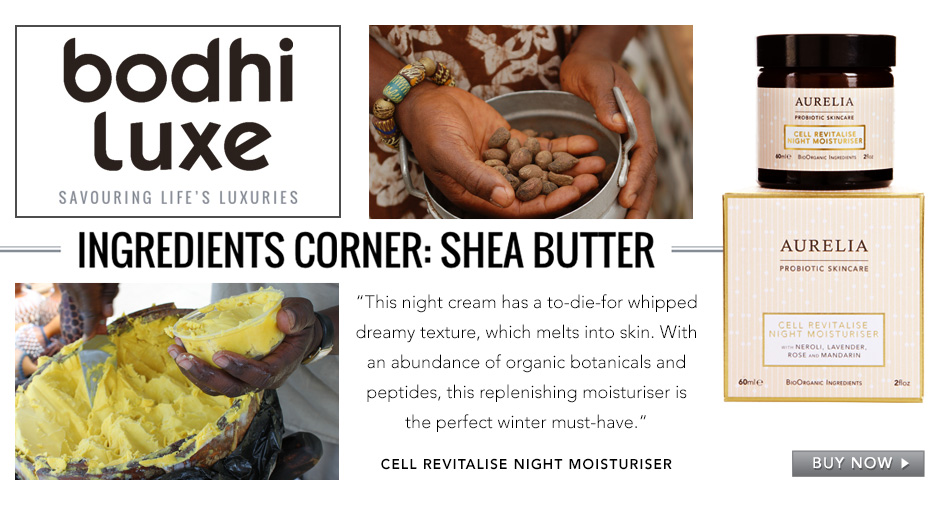 bodhi
luxe
SAVOURING LIFE'S LUXURIES
INGREDIENTS CORNER: SHEA BUTTER
“This night cream has a to-die-for whipped
dreamy texture, which melts into skin. With
an abundance of organic botanicals and
peptides, this replenishing moisturiser is
the perfect winter must-have.“
CELL REVITALISE NIGHT MOISTURISER
AURELIA
PROBIOTIC SKINCARE
CELL REVITALISE
NIGHT MOISTURISER
60ml℮ BIOORGANIC INGREDIENTS 2floz
AURELIA
PROBIOTIC SKINCARE
CELL REVITALISE
NIGHT MOISTURISER
WITH NEROLI, LAVENDER,
ROSE AND MANDARIN
60ml℮ BIOORGANIC INGREDIENTS 2floz
BUY NOW